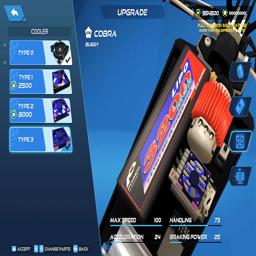 UPGRADE
COOLER
COBRA
BUGGY
TYPE 0
TYPE 1
2500
TYPE 2
8000
TYPE 3
LIPO
MAX SPEED 100
HANDLING 73
ACCELERATION 24
BRAKING POWER 25
ACCEPT
CHANGE PARTS
BACK